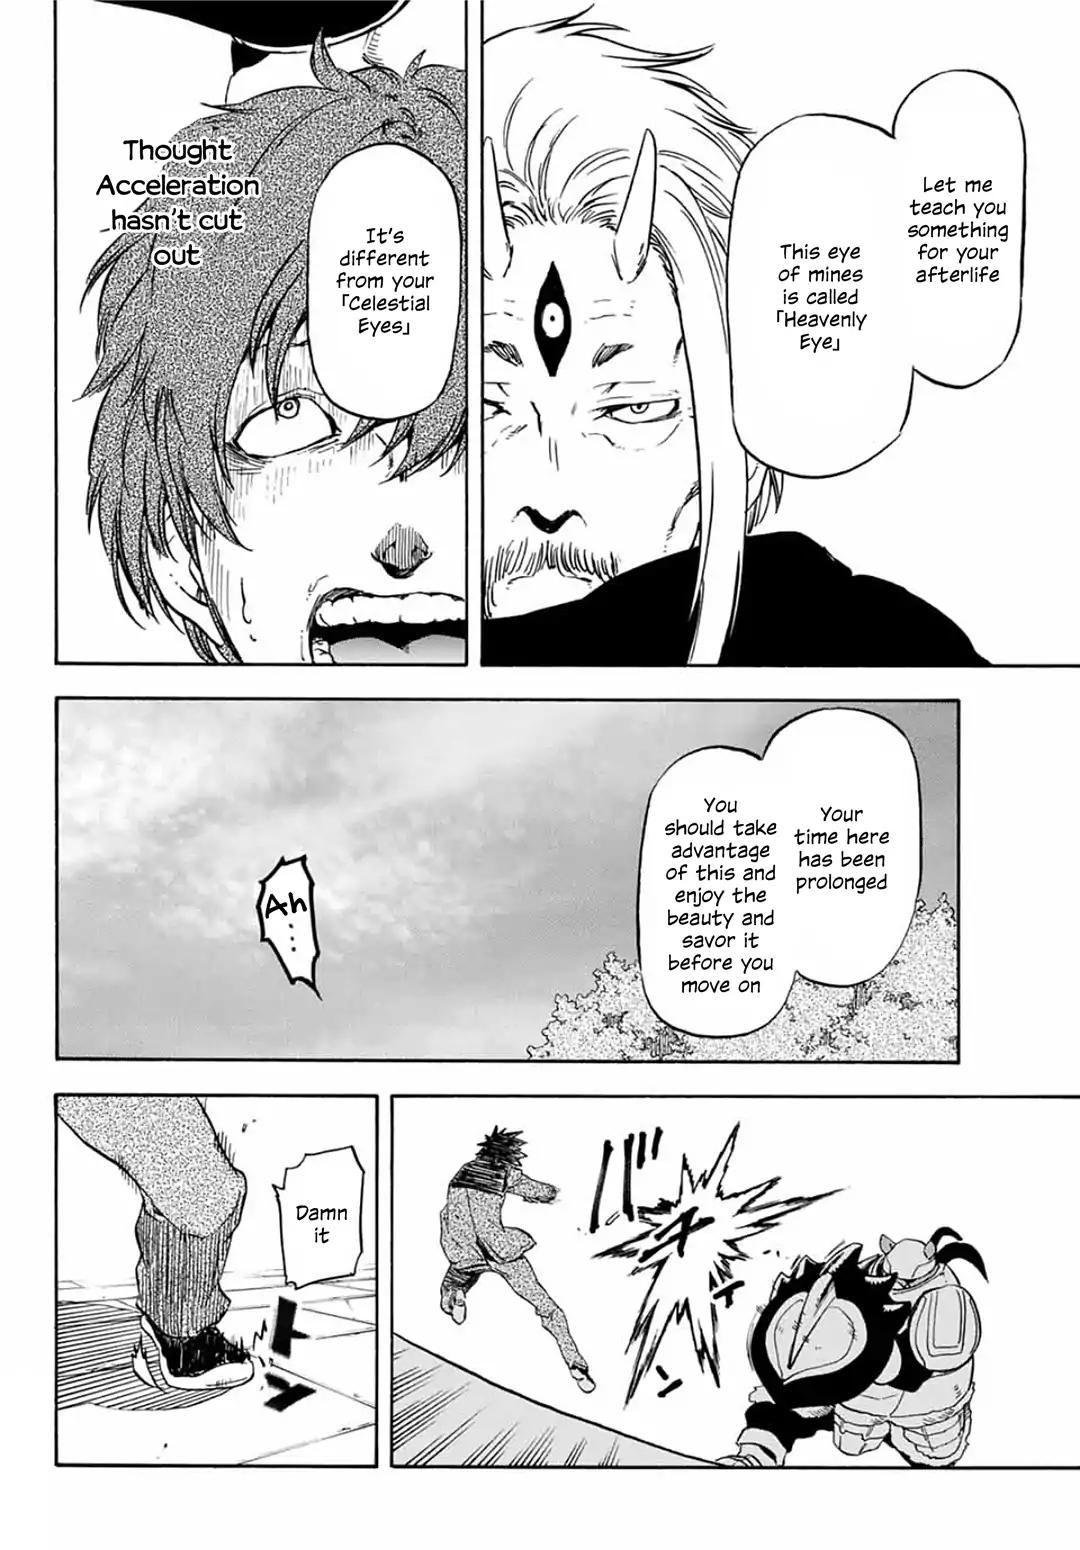 Let me
teach you
something
for your
afterlife
This eye
of mines
is called
「Heavenly
Eye」
It's
different
from your
「Celestial
Eyes」
Thought
Acceleration
hasn't cut
out
Your
time here
has been
prolonged
You
should take
advantage
of this and
enjoy the
beauty and
savor it
before you
move on
Ah
...
Damn
it